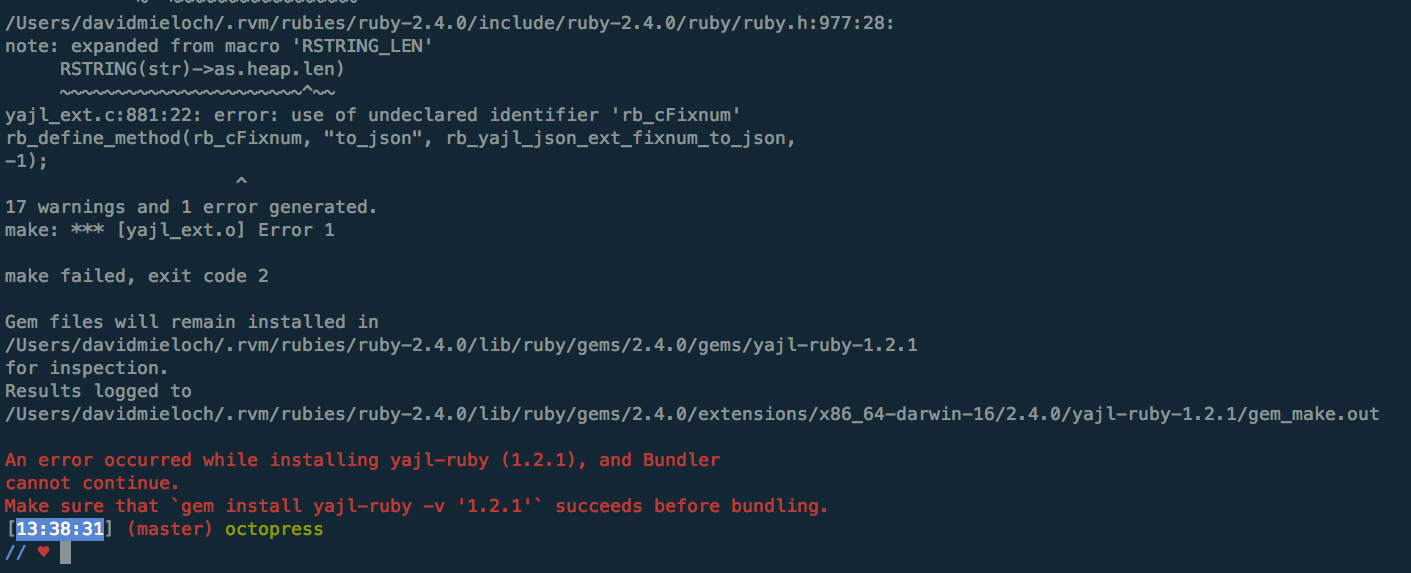 /Users/davidmieloch/.rvm/rubies/ruby-2.4.0/include/ruby-2.4.0/ruby/ruby.h:977:28:
note: expanded from macro 'RSTRING_LEN'
     RSTRING(str)->as.heap.len)
     ~~~~~~~~~~~~~~~~~~~~~~^~~
yajl_ext.c:881:22: error: use of undeclared identifier 'rb_cFixnum'
rb_define_method(rb_cFixnum, "to_json", rb_yajl_json_ext_fixnum_to_json,
-1);
                     ^
17 warnings and 1 error generated.
make: *** [yajl_ext.o] Error 1

make failed, exit code 2

Gem files will remain installed in
/Users/davidmieloch/.rvm/rubies/ruby-2.4.0/lib/ruby/gems/2.4.0/gems/yajl-ruby-1.2.1
for inspection.
Results logged to
/Users/davidmieloch/.rvm/rubies/ruby-2.4.0/lib/ruby/gems/2.4.0/extensions/x86_64-darwin-16/2.4.0/yajl-ruby-1.2.1/gem_make.out

An error occurred while installing yajl-ruby (1.2.1), and Bundler
cannot continue.
Make sure that `gem install yajl-ruby -v '1.2.1'` succeeds before bundling.
[13:38:31] (master) octopress
// ♥